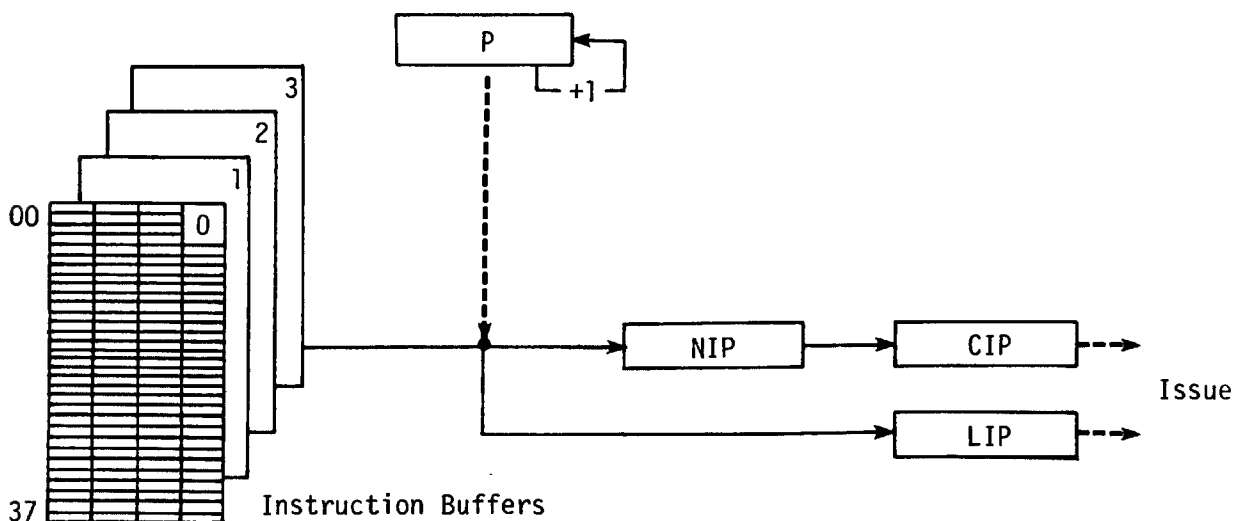 P
+1
3
2
1
00
0
NIP
CIP
Issue
LIP
37
Instruction Buffers